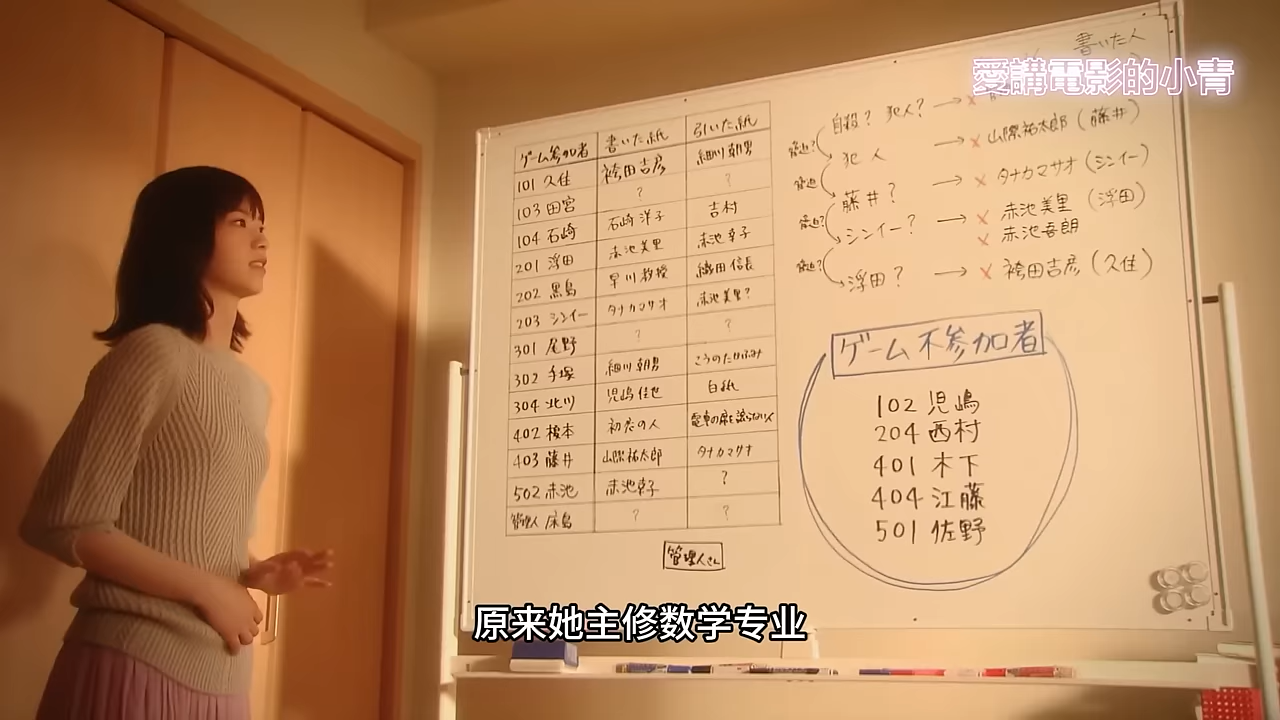 書いた人
愛講電影的小青
ゲーム参加者 書いた紙 引いた紙
101 久住 袴田吉彦 細川朝男
103 田宮 ? ?
104 石崎 石崎洋子 吉村
201 浮田 赤池美里 赤池幸子
202 黒島 早川教授 織田信長
203 シンイー タナカマサオ 赤池美里?
301 尾野 ? ?
302 手塚 細川朝男 こうのたかふみ
304 北川 児嶋佳世 白紙
402 榎本 初恋の人
403 藤井 山際祐太郎 タナカマサオ
502 赤池 赤池幸子 ?
管理人 床島 ? ?
管理人さん
自殺? 犯人? → ×
脅迫?
犯人 → × 山際祐太郎(藤井)
脅迫
藤井? → × タナカマサオ(シンイー)
脅迫?
シンイー? → × 赤池美里(浮田)
× 赤池吾朗
脅迫?
浮田? → × 袴田吉彦(久住)
ゲーム不参加者
102 児嶋
204 西村
401 木下
404 江藤
501 佐野
原来她主修数学专业